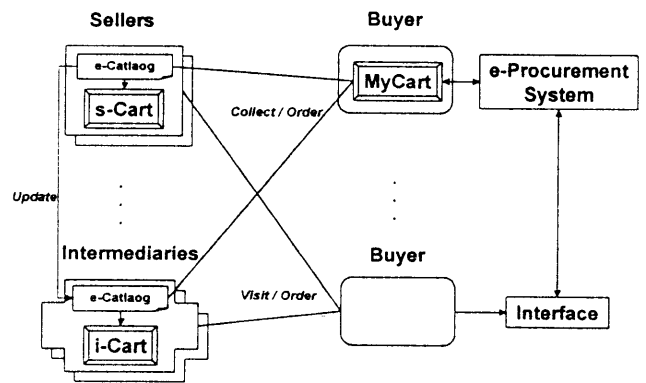 Sellers
Buyer
e-Catlaog
s-Cart
MyCart
e-Procurement
System
Collect / Order
Update
Intermediaries
Buyer
e-Catlaog
i-Cart
Visit / Order
Interface